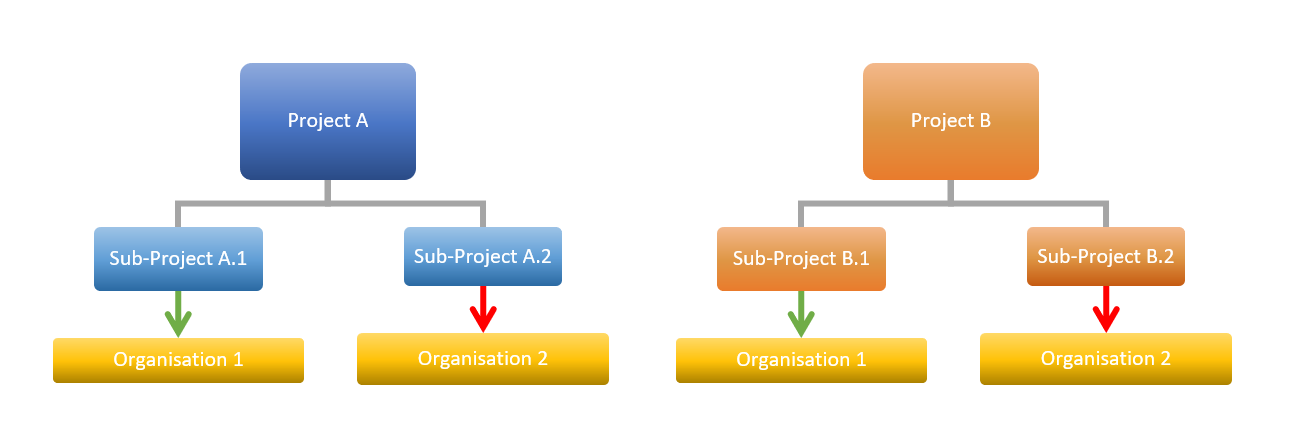 Project A
Project B
Sub-Project A.1
Sub-Project A.2
Sub-Project B.1
Sub-Project B.2
Organisation 1
Organisation 2
Organisation 1
Organisation 2